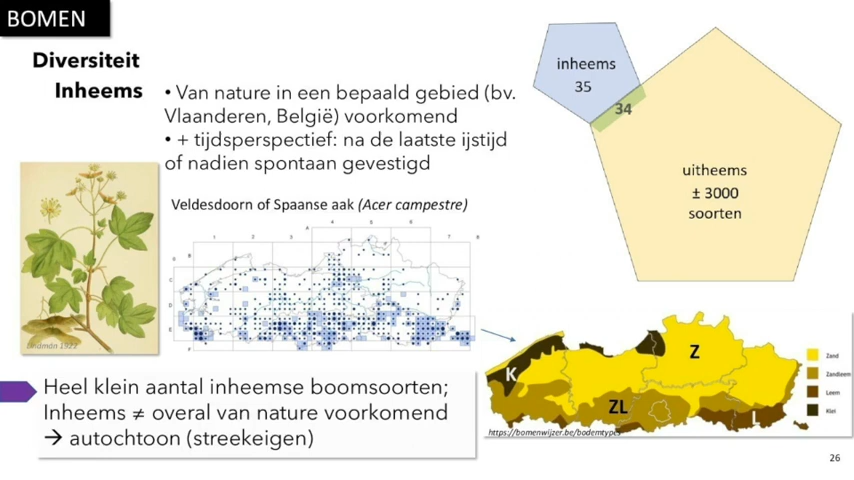 BOMEN
Diversiteit
Inheems
• Van nature in een bepaald gebied (bv.
Vlaanderen, België) voorkomend
• + tijdsperspectief: na de laatste ijstijd
of nadien spontaan gevestigd
inheems
35
34
uitheems
± 3000
soorten
Veldesdoorn of Spaanse aak (Acer campestre)
Lindman 1922
K
Z
ZL
L
Zand
Zandleem
Leem
Klei
https://bomenwijzer.be/bodemtypes
Heel klein aantal inheemse boomsoorten;
Inheems ≠ overal van nature voorkomend
→ autochtoon (streekeigen)
26